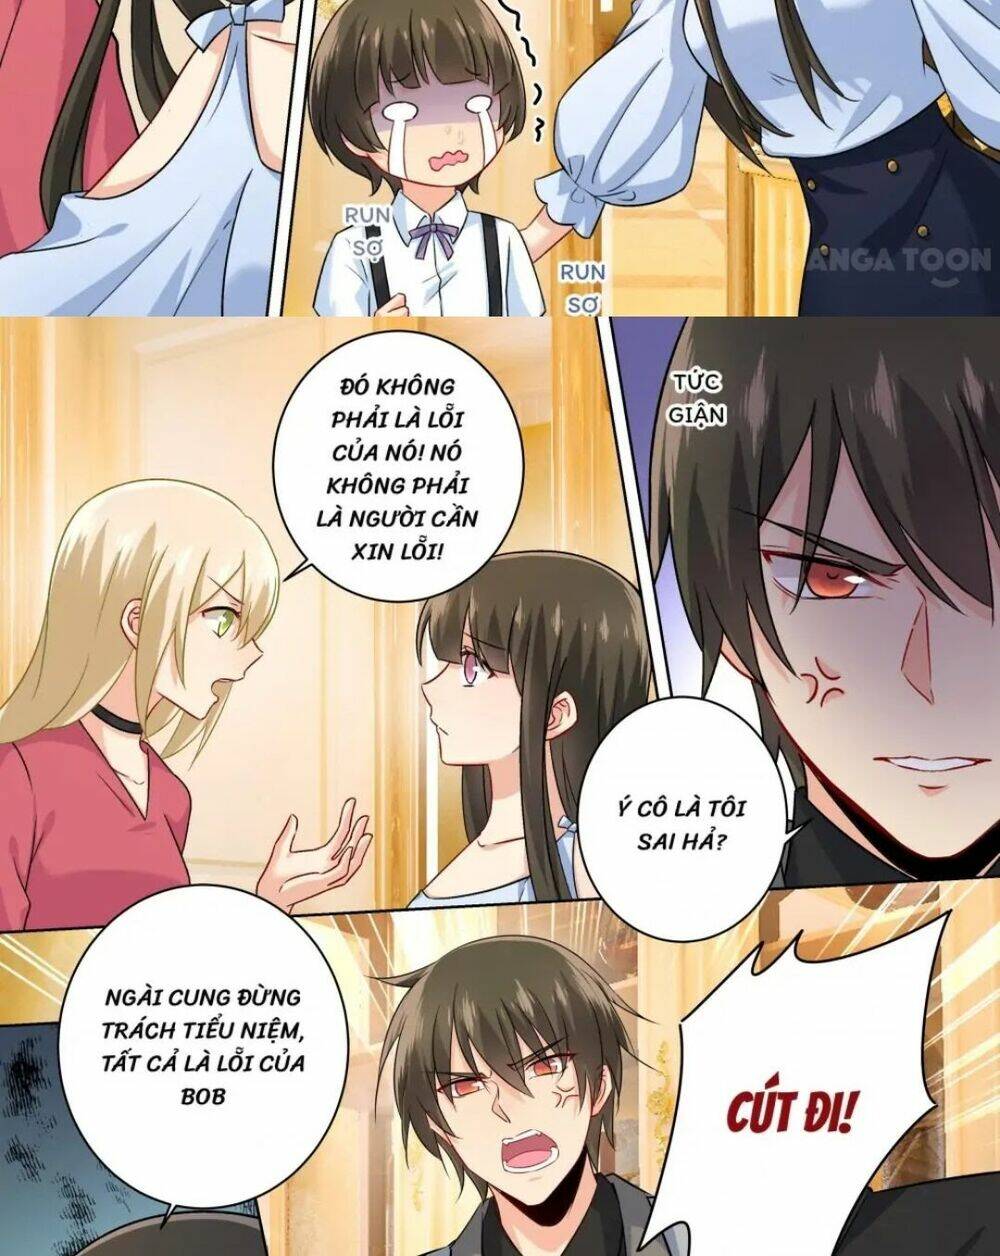 RUN
SỢ
RUN
SỢ
ANGA TOON
ĐÓ KHÔNG
PHẢI LÀ LỖI
CỦA NÓ! NÓ
KHÔNG PHẢI
LÀ NGƯỜI CẦN
XIN LỖI!
TỨC
GIẬN
Ý CÔ LÀ TÔI
SAI HẢ?
NGÀI CUNG ĐỪNG
TRÁCH TIỂU NIỆM,
TẤT CẢ LÀ LỖI CỦA
BOB
CÚT ĐI!